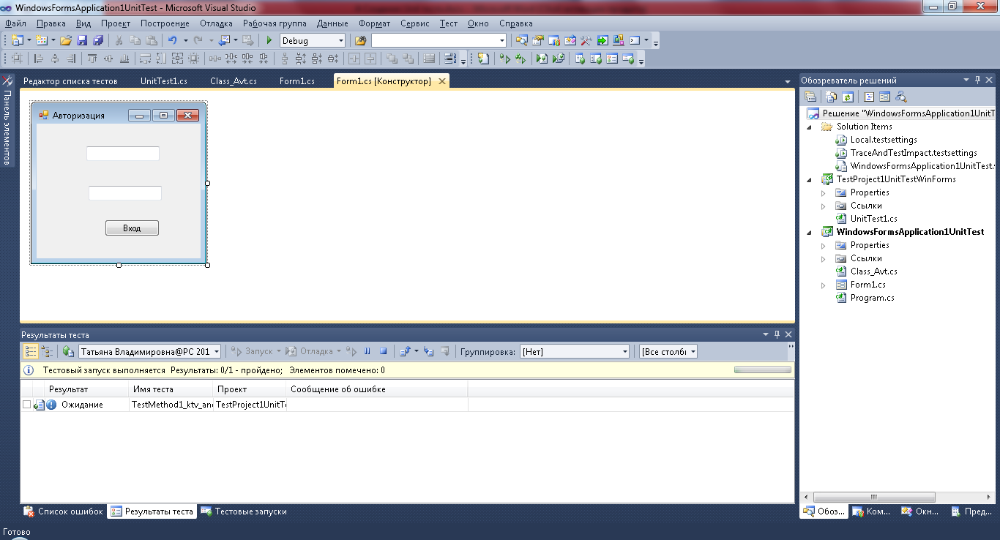 WindowsFormsApplication1UnitTest - Microsoft Visual Studio
Файл Правка Вид Проект Построение Отладка Рабочая группа Данные Формат Сервис Тест Окно Справка
Debug
Редактор списка тестов UnitTest1.cs Class_Avt.cs Form1.cs Form1.cs [Конструктор]
Панель элементов
Авторизация
Вход
Обозреватель решений
Решение "WindowsFormsApplication1UnitT
Solution Items
Local.testsettings
TraceAndTestImpact.testsettings
WindowsFormsApplication1UnitTest.
TestProject1UnitTestWinForms
Properties
Ссылки
UnitTest1.cs
WindowsFormsApplication1UnitTest
Properties
Ссылки
Class_Avt.cs
Form1.cs
Program.cs
Результаты теста
Татьяна Владимировна@PC 201 Запуск Отладка Группировка: [Нет] [Все столб
Тестовый запуск выполняется Результаты: 0/1 - пройдено; Элементов помечено: 0
Результат Имя теста Проект Сообщение об ошибке
Ожидание TestMethod1_ktv_an TestProject1UnitT
Список ошибок Результаты теста Тестовые запуски
Обоз... Ком... Окн... Пред...
Готово